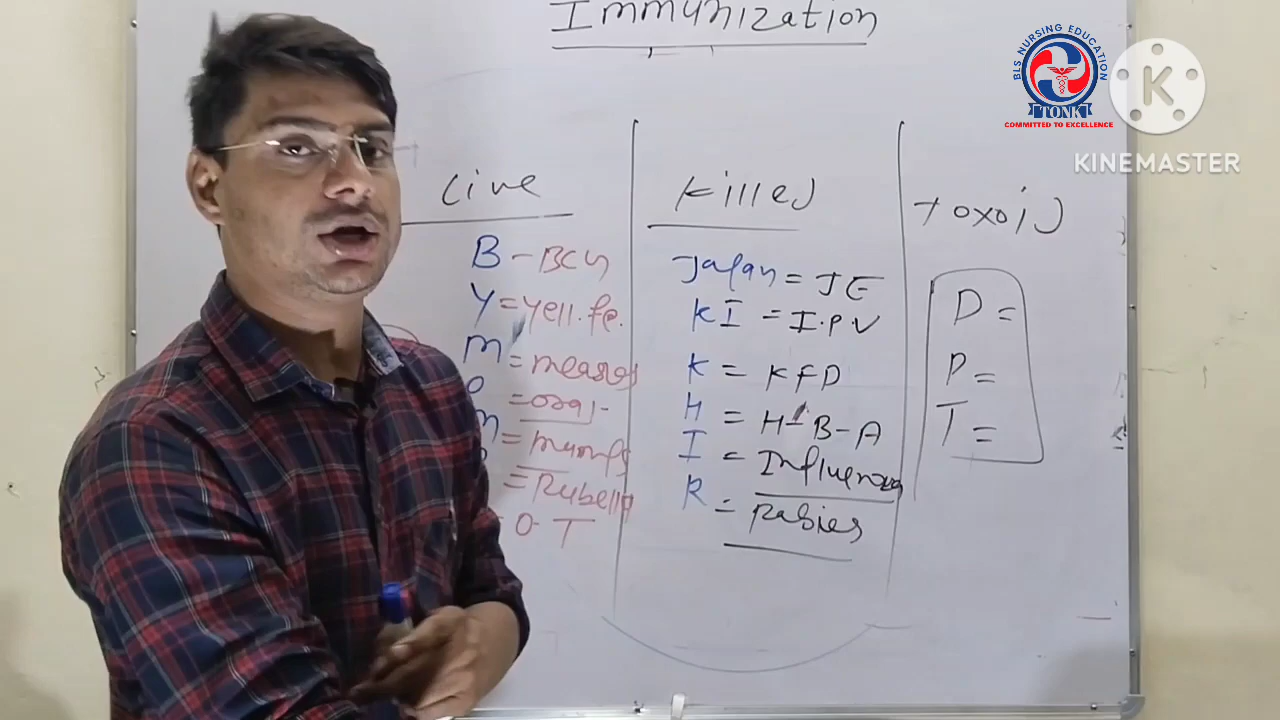 Immunization
BLS NURSING EDUCATION
TONK
COMMITTED TO EXCELLENCE
K
KINEMASTER
Live
B - BCG
Y = Yell. fe.
M = measles
O = oral
M = mumps
R = Rubella
O T
Killed
Japan = JE
KI = I.P.V
K = KFD
H = H-B-A
I = Influenza
R = Rabies
Toxoid
D =
P =
T =